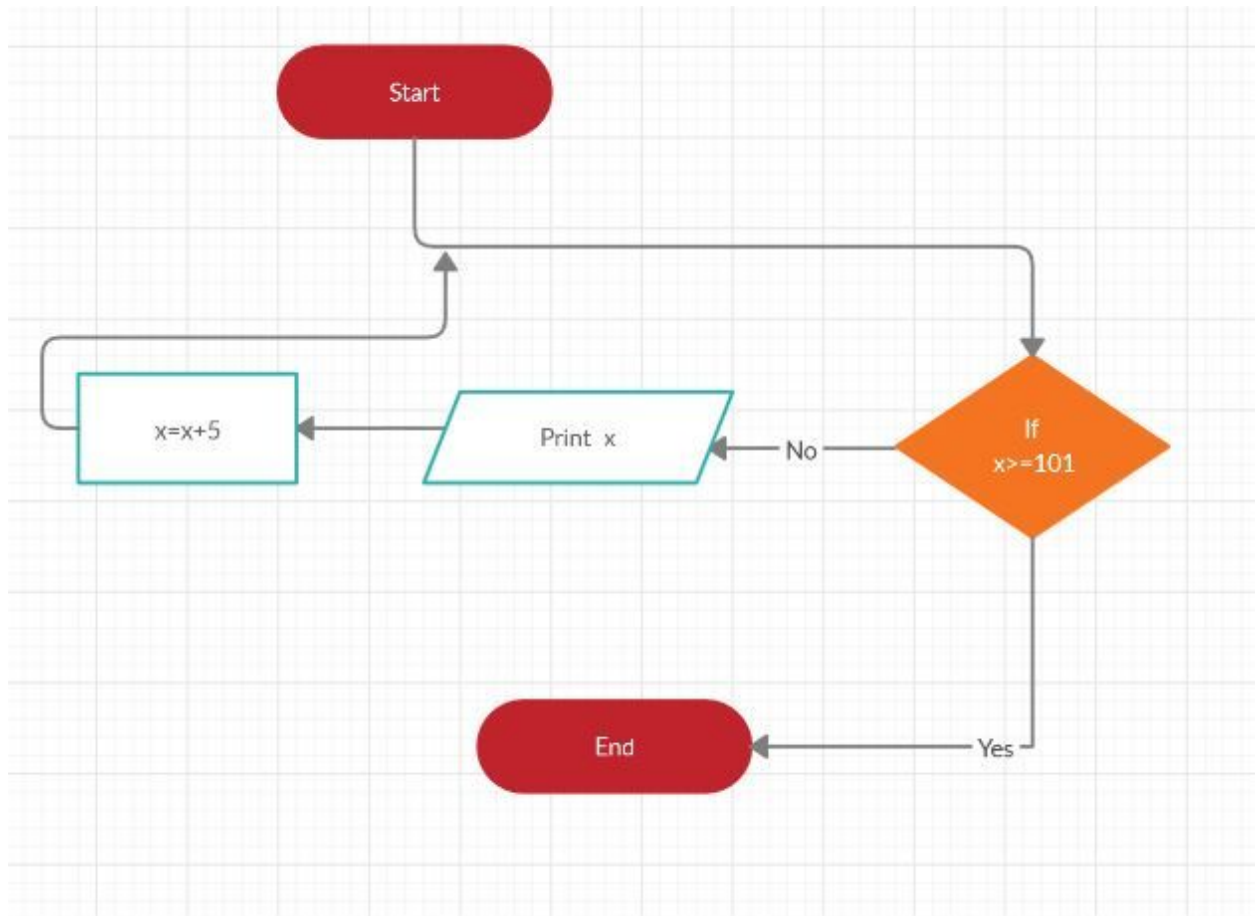 Start
x=x+5
Print x
No
If
x>=101
End
Yes